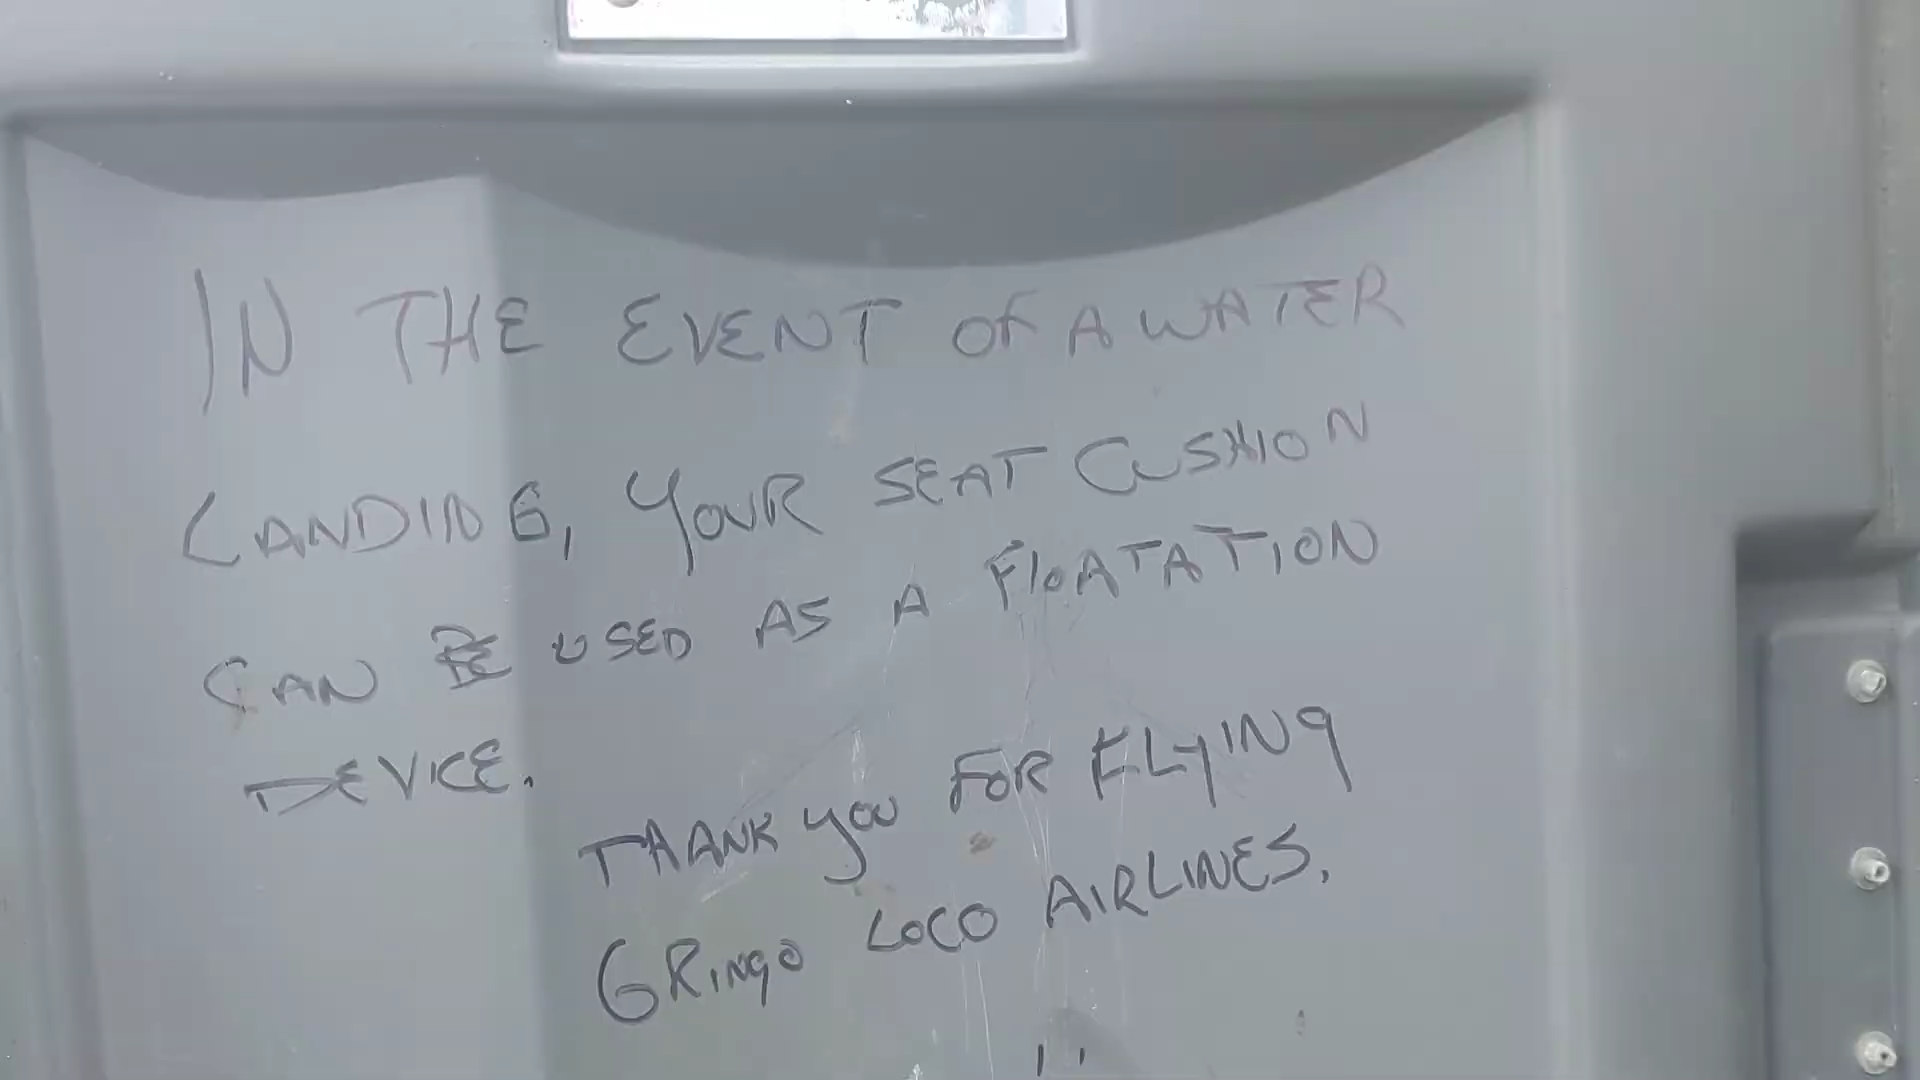 IN THE EVENT OF A WATER
LANDING, YOUR SEAT CUSHION
CAN BE USED AS A FlOATATION
DEVICE.
THANK YOU FOR FLYING
GRINgO LOCO AIRLINES.